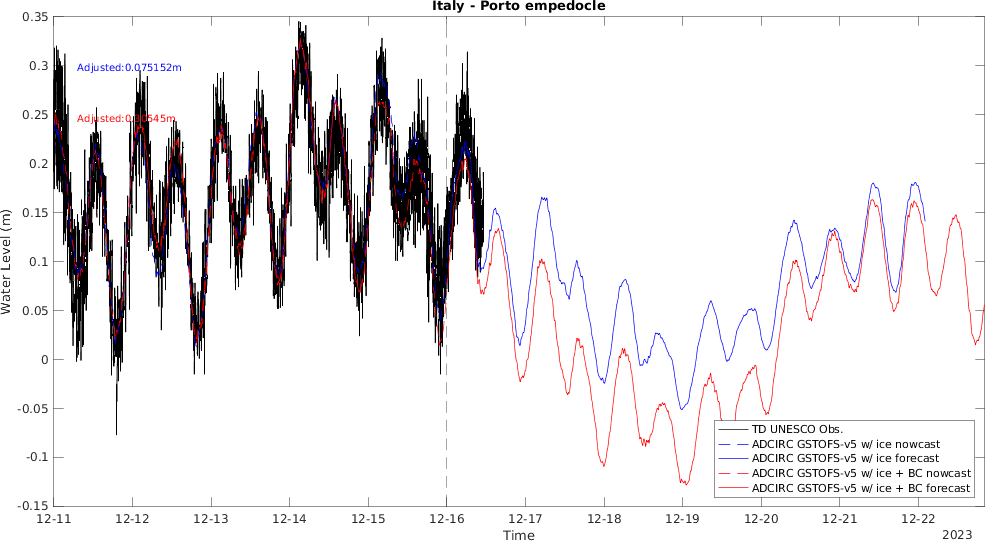 Italy - Porto empedocle
0.35
0.3
0.25
0.2
0.15
0.1
0.05
0
-0.05
-0.1
-0.15
Water Level (m)
Adjusted:0.075152m
TD UNESCO Obs.
ADCIRC GSTOFS-v5 w/ ice nowcast
ADCIRC GSTOFS-v5 w/ ice forecast
ADCIRC GSTOFS-v5 w/ ice + BC nowcast
ADCIRC GSTOFS-v5 w/ ice + BC forecast
12-11 12-12 12-13 12-14 12-15 12-16 12-17 12-18 12-19 12-20 12-21 12-22
Time
2023